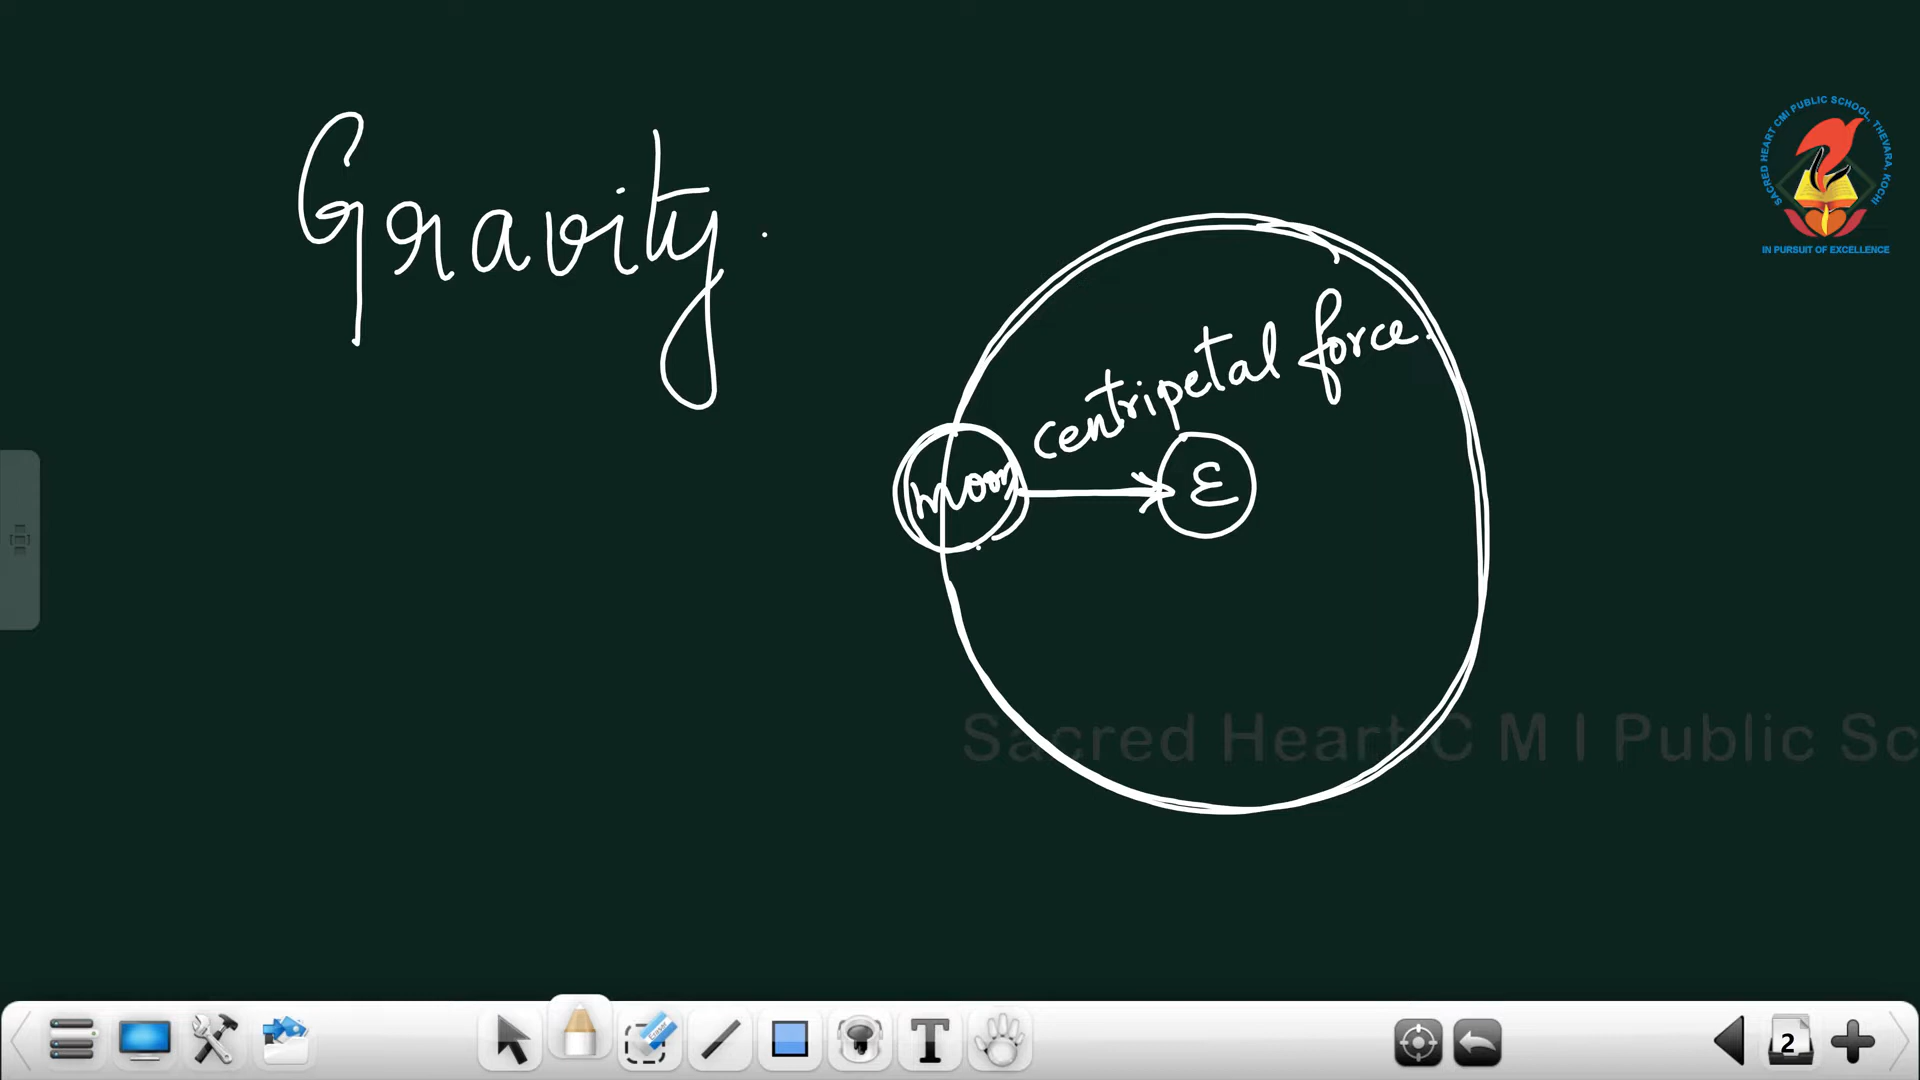 Gravity.
centripetal force.
moon
E
SACRED HEART CMI PUBLIC SCHOOL, THEVARA, KOCHI
IN PURSUIT OF EXCELLENCE
Sacred Heart C M I Public Sc
Eraser
T
2